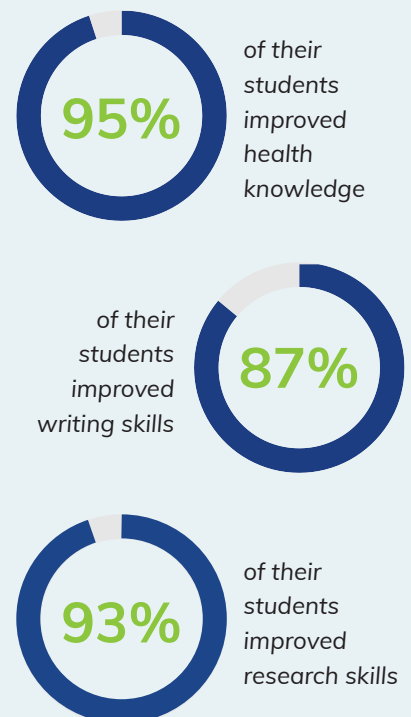 95%
of their
students
improved
health
knowledge
of their
students
improved
writing skills
87%
93%
of their
students
improved
research skills